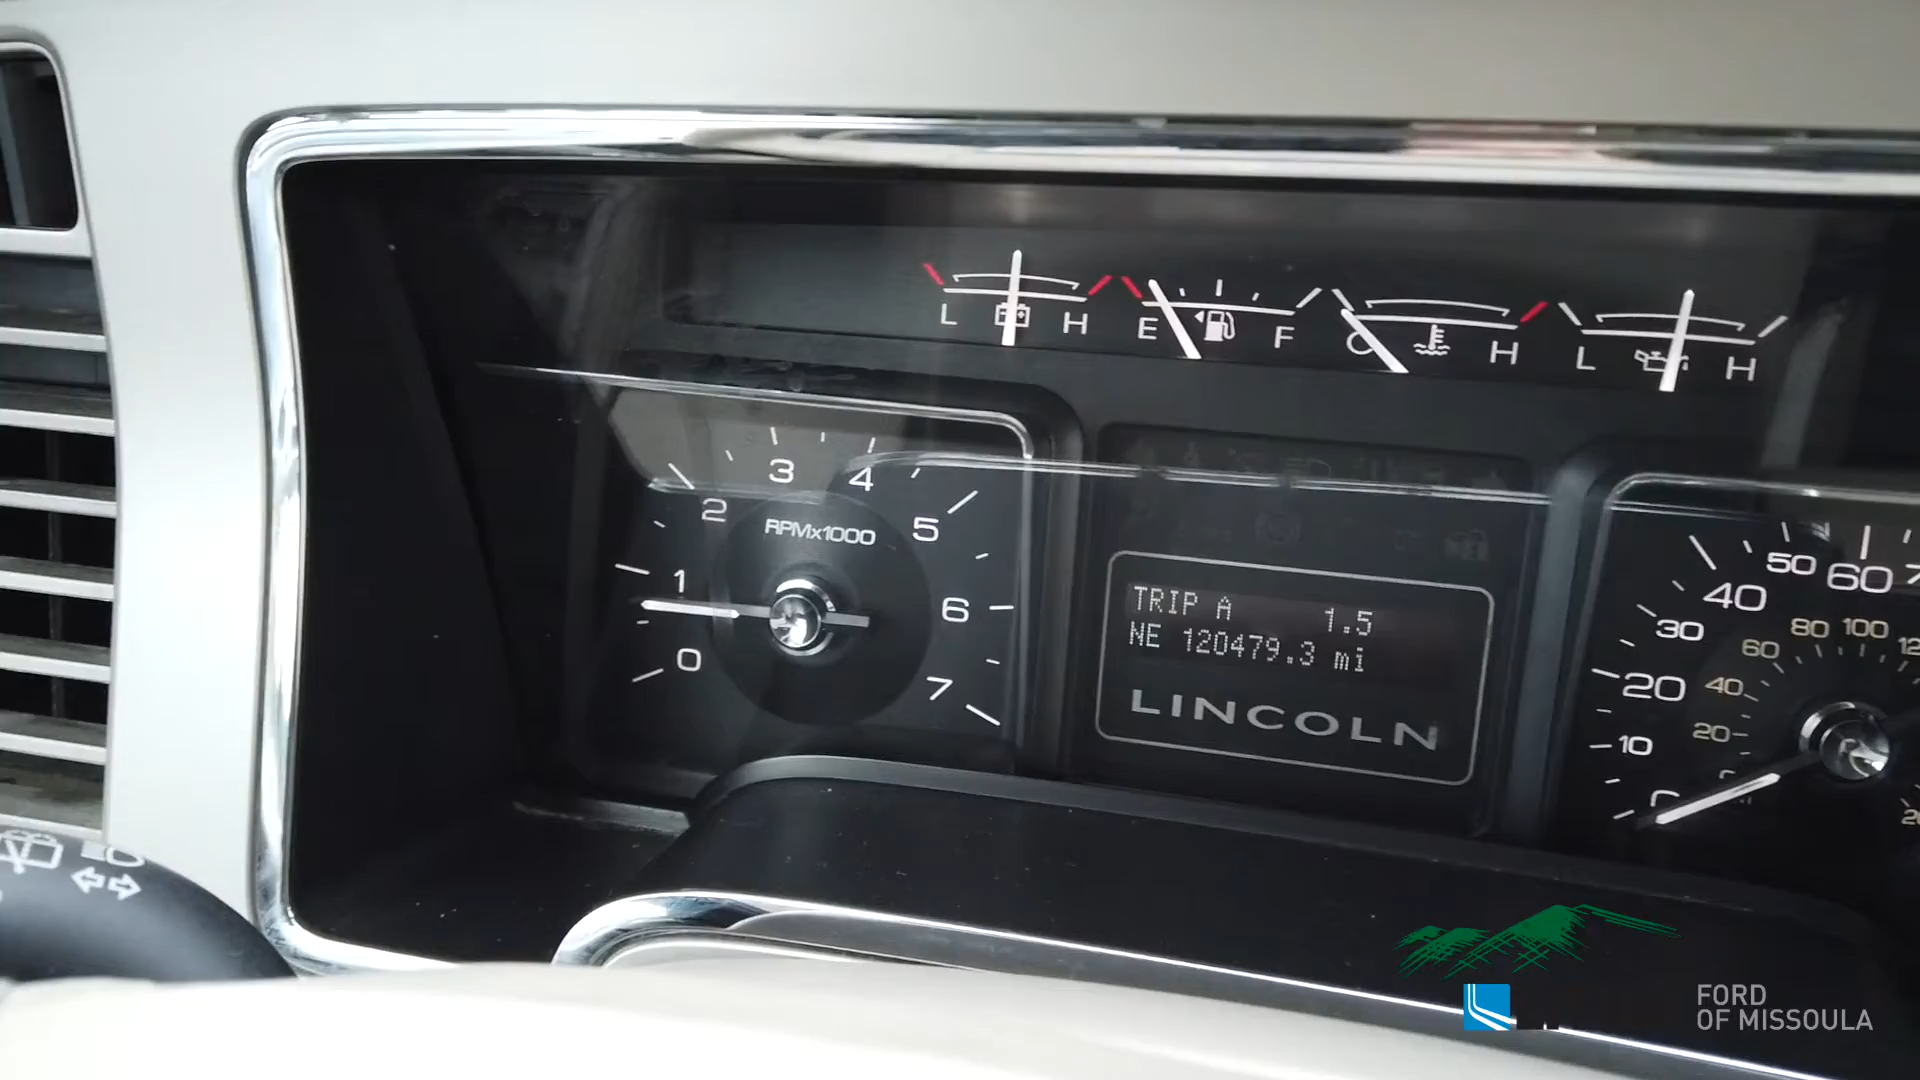 L H E F C H L H
0 1 2 3 4 5 6 7
RPMx1000
TRIP A 1.5
NE 120479.3 mi
LINCOLN
10 20 30 40 50 60
20 40 60 80 100
FORD
OF MISSOULA